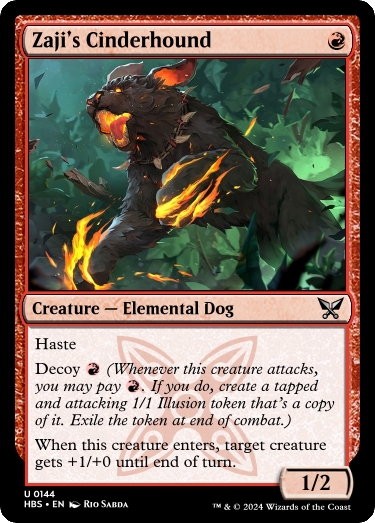 Zaji's Cinderhound
Creature — Elemental Dog
Haste
Decoy (Whenever this creature attacks,
you may pay . If you do, create a tapped
and attacking 1/1 Illusion token that's a copy
of it. Exile the token at end of combat.)
When this creature enters, target creature
gets +1/+0 until end of turn.
1/2
U 0144
HBS • EN Rio Sabda
™ & © 2024 Wizards of the Coast